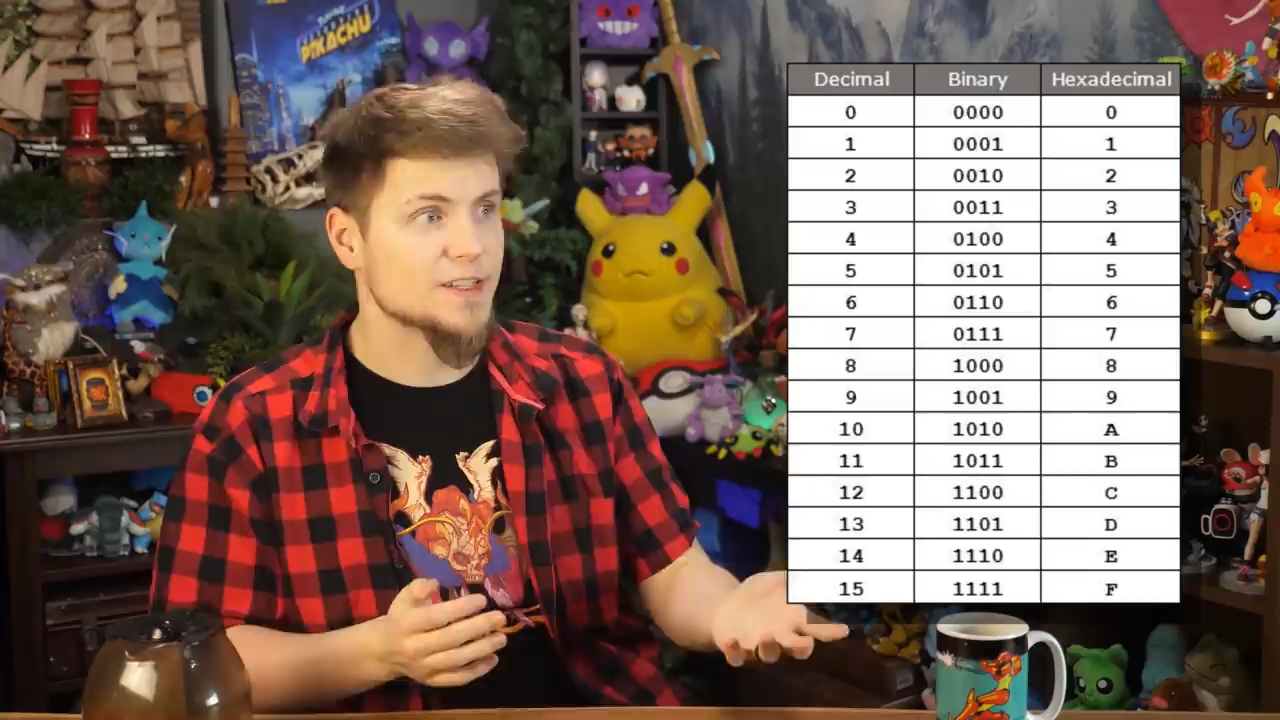 PIKACHU
Decimal Binary Hexadecimal
0 0000 0
1 0001 1
2 0010 2
3 0011 3
4 0100 4
5 0101 5
6 0110 6
7 0111 7
8 1000 8
9 1001 9
10 1010 A
11 1011 B
12 1100 C
13 1101 D
14 1110 E
15 1111 F